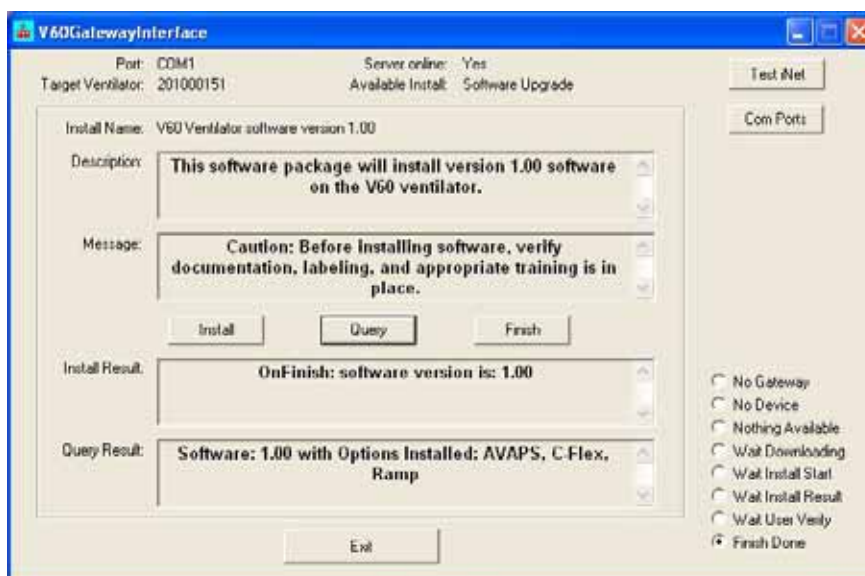 V60GatewayInterface
Port: COM1 Server online: Yes
Target Ventilator: 201000151 Available Install: Software Upgrade
Test iNet
Com Ports
Install Name: V60 Ventilator software version 1.00
Description: This software package will install version 1.00 software
on the V60 ventilator.
Message: Caution: Before installing software, verify
documentation, labeling, and appropriate training is in
place.
Install Query Finish
Install Result: OnFinish: software version is: 1.00
Query Result: Software: 1.00 with Options Installed: AVAPS, C-Flex,
Ramp
No Gateway
No Device
Nothing Available
Wait Downloading
Wait Install Start
Wait Install Result
Wait User Verify
Finish Done
Exit